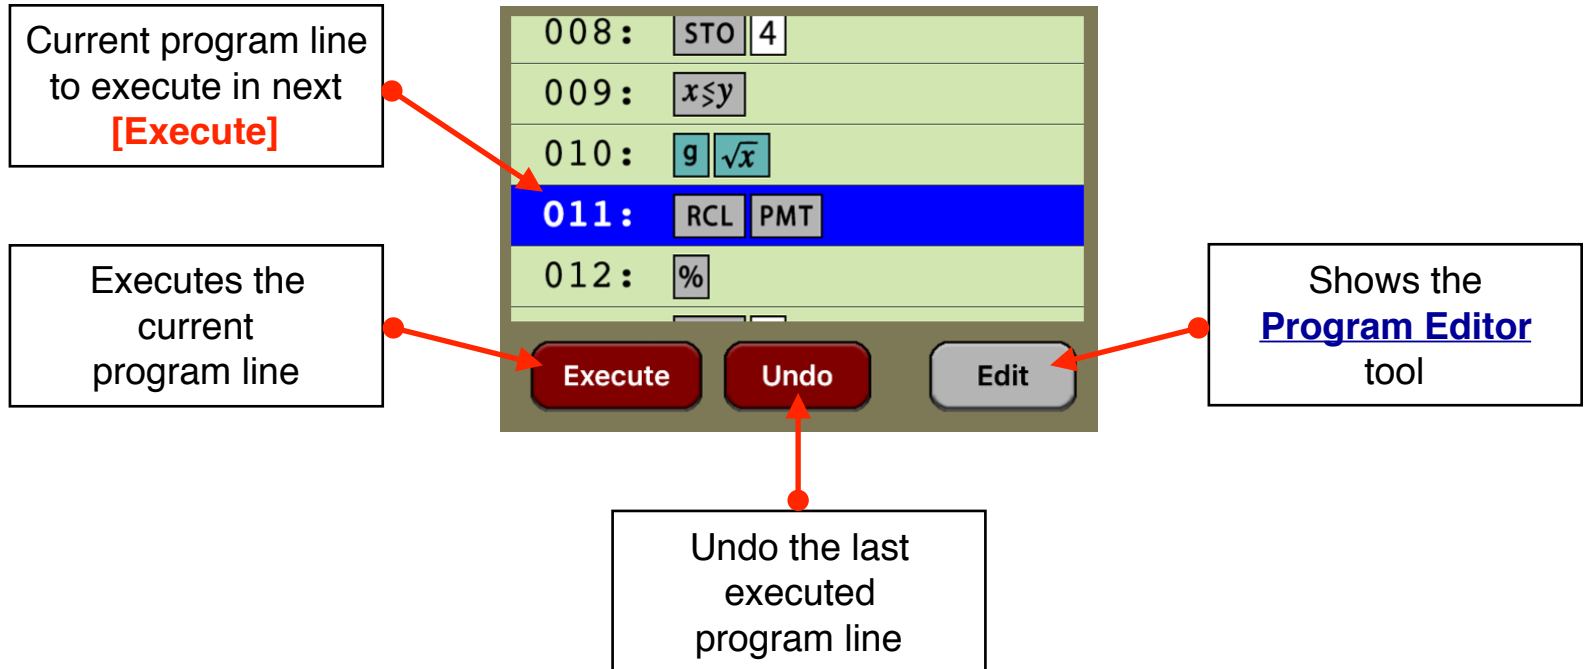 Current program line
to execute in next
[Execute]
Executes the
current
program line
008: STO 4
009: x≶y
010: g √x
011: RCL PMT
012: %
Execute Undo Edit
Shows the
Program Editor
tool
Undo the last
executed
program line